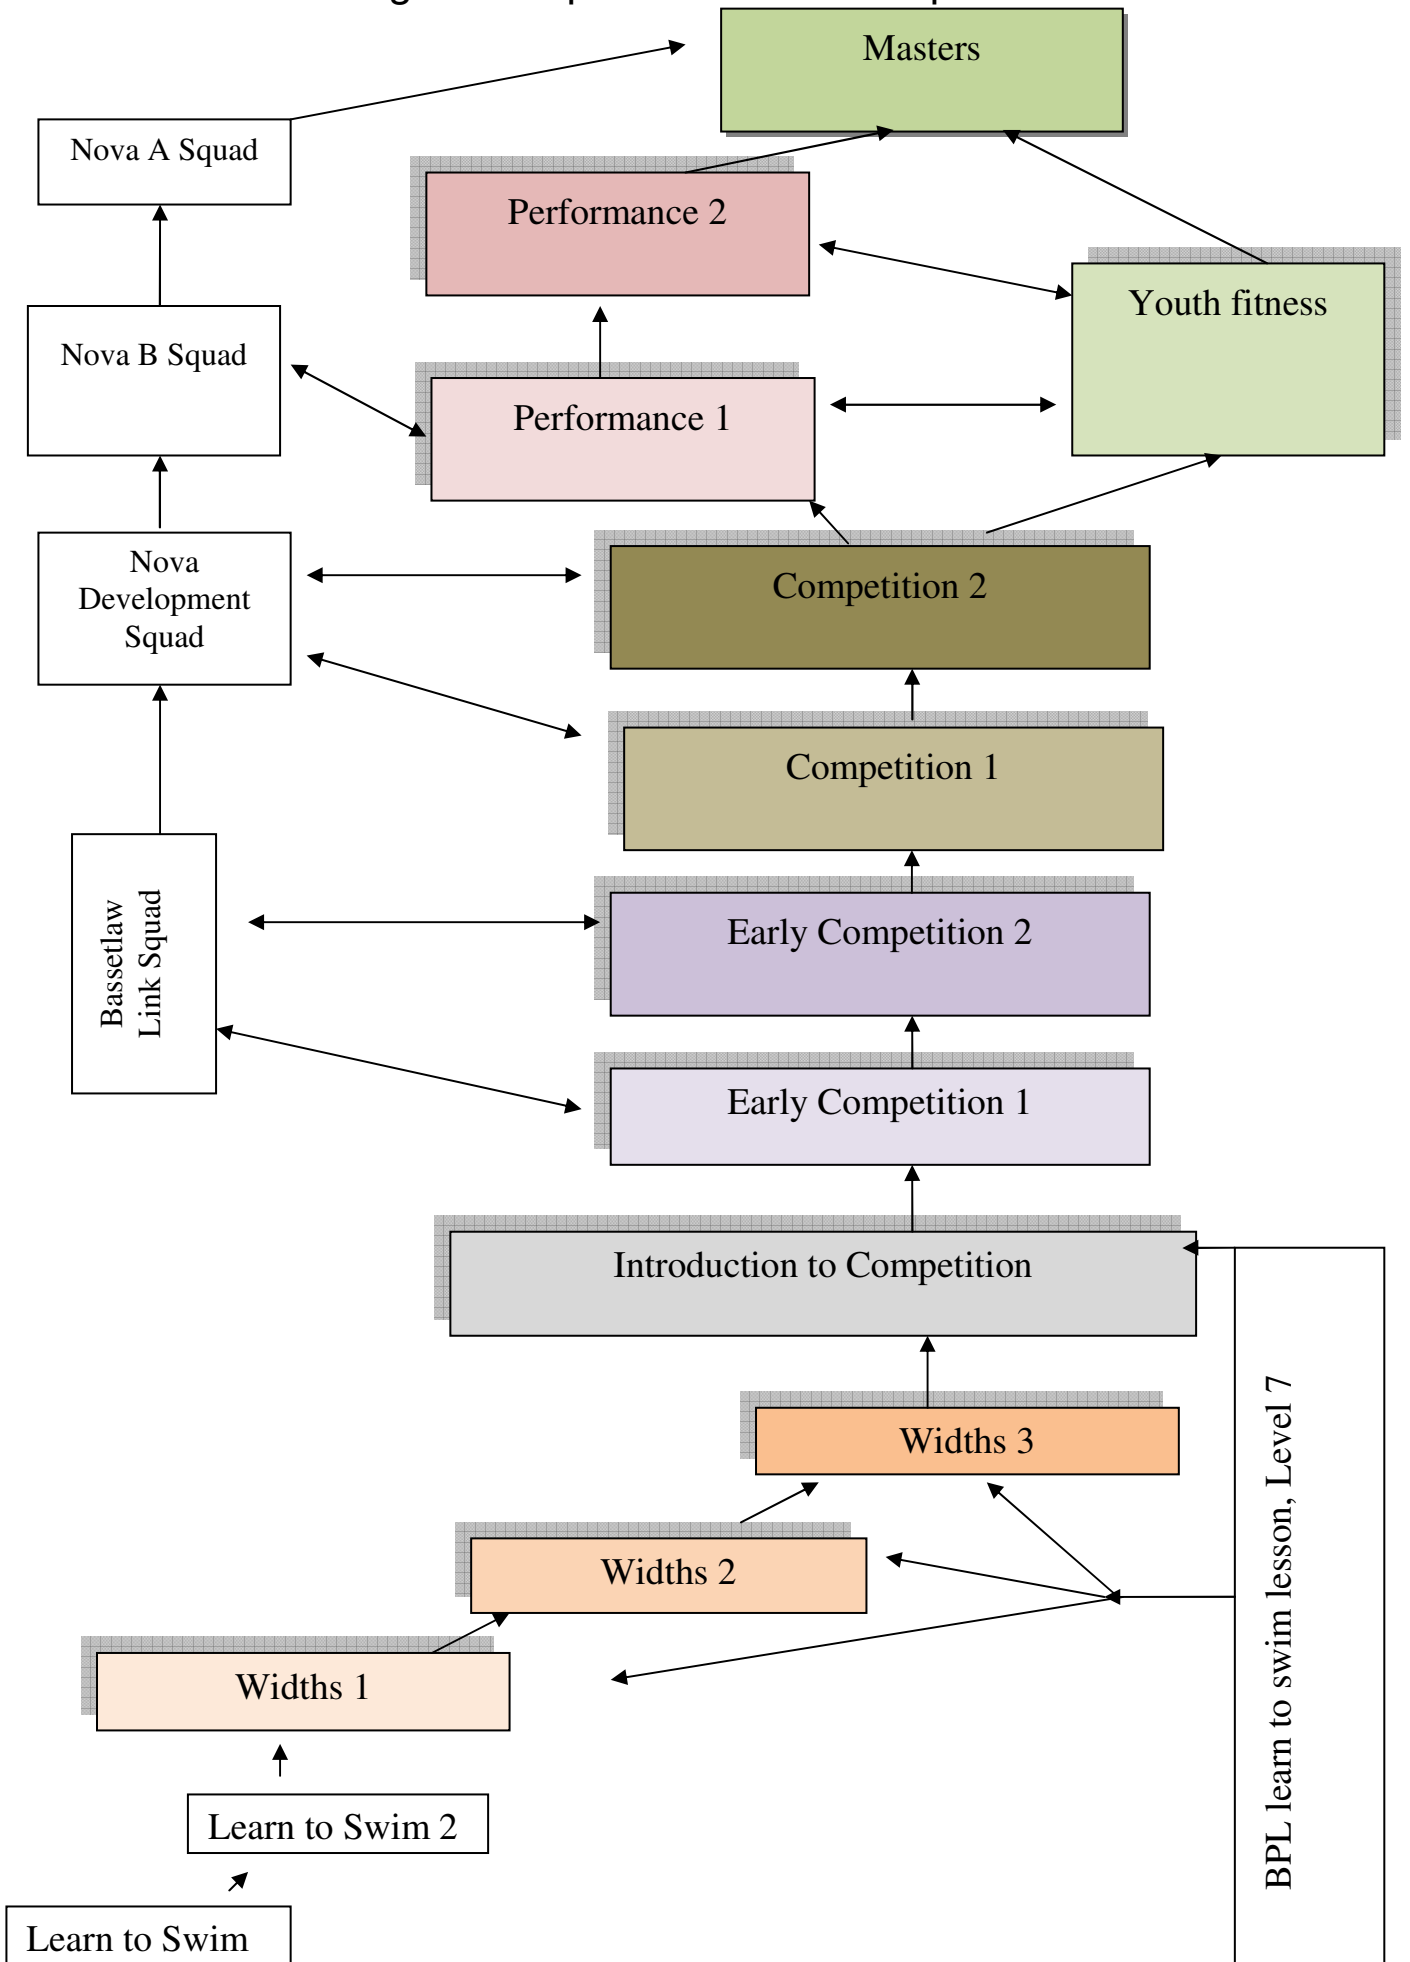 Masters
Nova A Squad
Performance 2
Youth fitness
Nova B Squad
Performance 1
Nova
Development
Squad
Competition 2
Competition 1
Bassetlaw
Link Squad
Early Competition 2
Early Competition 1
Introduction to Competition
BPL learn to swim lesson, Level 7
Widths 3
Widths 2
Widths 1
Learn to Swim 2
Learn to Swim